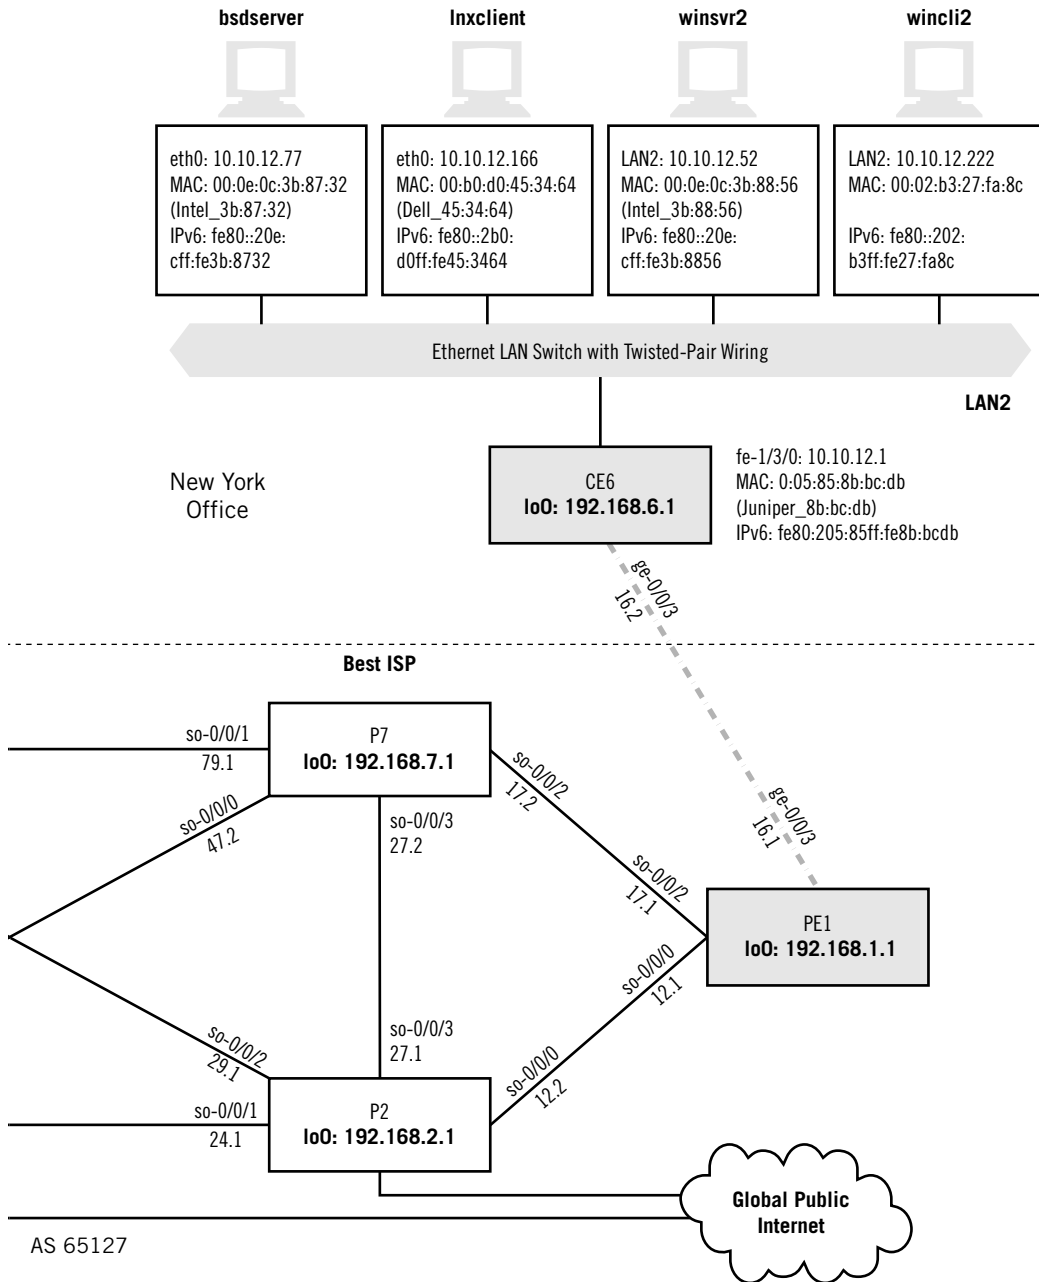 bsdserver
lnxclient
winsvr2
wincli2
eth0: 10.10.12.77
MAC: 00:0e:0c:3b:87:32
(Intel_3b:87:32)
IPv6: fe80::20e:
cff:fe3b:8732
eth0: 10.10.12.166
MAC: 00:b0:d0:45:34:64
(Dell_45:34:64)
IPv6: fe80::2b0:
d0ff:fe45:3464
LAN2: 10.10.12.52
MAC: 00:0e:0c:3b:88:56
(Intel_3b:88:56)
IPv6: fe80::20e:
cff:fe3b:8856
LAN2: 10.10.12.222
MAC: 00:02:b3:27:fa:8c
IPv6: fe80::202:
b3ff:fe27:fa8c
Ethernet LAN Switch with Twisted-Pair Wiring
LAN2
New York
Office
CE6
lo0: 192.168.6.1
fe-1/3/0: 10.10.12.1
MAC: 0:05:85:8b:bc:db
(Juniper_8b:bc:db)
IPv6: fe80:205:85ff:fe8b:bcdb
ge-0/0/3
16.2
Best ISP
so-0/0/1
79.1
P7
lo0: 192.168.7.1
so-0/0/2
17.2
ge-0/0/3
16.1
so-0/0/0
47.2
so-0/0/3
27.2
so-0/0/2
17.1
PE1
lo0: 192.168.1.1
so-0/0/0
12.1
so-0/0/2
29.1
so-0/0/3
27.1
so-0/0/0
12.2
so-0/0/1
24.1
P2
lo0: 192.168.2.1
Global Public
Internet
AS 65127